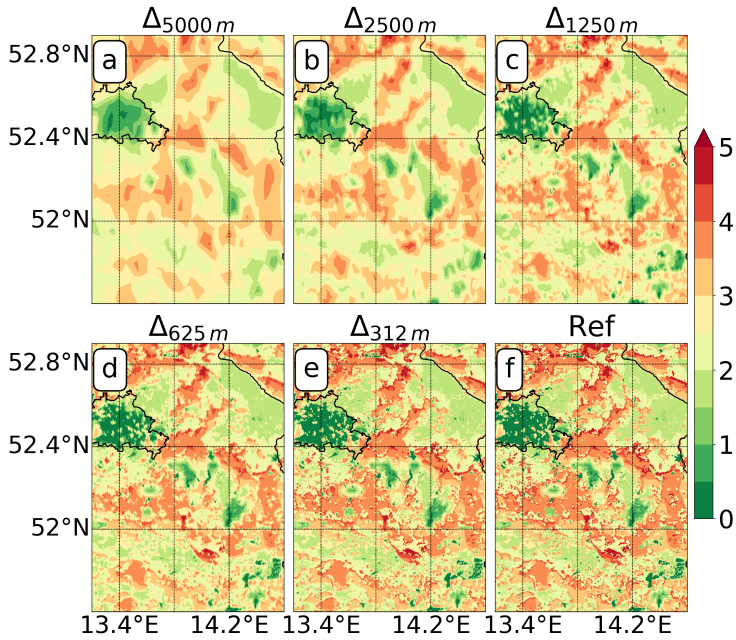 Δ5000 m Δ2500 m Δ1250 m
a b c
52.8°N
52.4°N
52°N
Δ625 m Δ312 m Ref
d e f
52.8°N
52.4°N
52°N
13.4°E 14.2°E 13.4°E 14.2°E 13.4°E 14.2°E
5
4
3
2
1
0